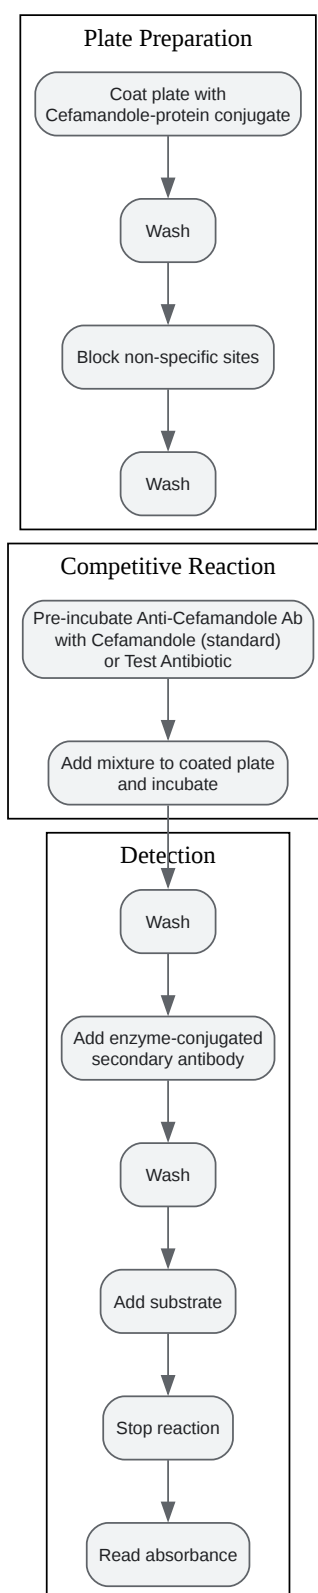 Plate Preparation
Coat plate with
Cefamandole-protein conjugate
Wash
Block non-specific sites
Wash
Competitive Reaction
Pre-incubate Anti-Cefamandole Ab
with Cefamandole (standard)
or Test Antibiotic
Add mixture to coated plate
and incubate
Detection
Wash
Add enzyme-conjugated
secondary antibody
Wash
Add substrate
Stop reaction
Read absorbance